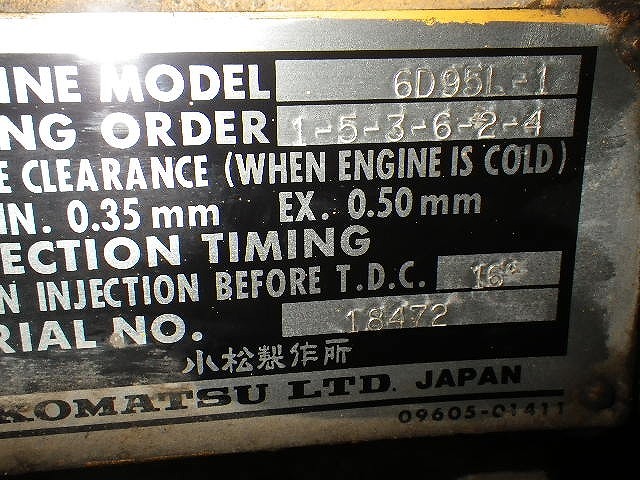 INE MODEL 6D95L-1
NG ORDER 1-5-3-6-2-4
E CLEARANCE (WHEN ENGINE IS COLD)
IN. 0.35 mm EX. 0.50 mm
ECTION TIMING
N INJECTION BEFORE T.D.C. 16°
RIAL NO. 18472
小松製作所
KOMATSU LTD. JAPAN
09605-01411